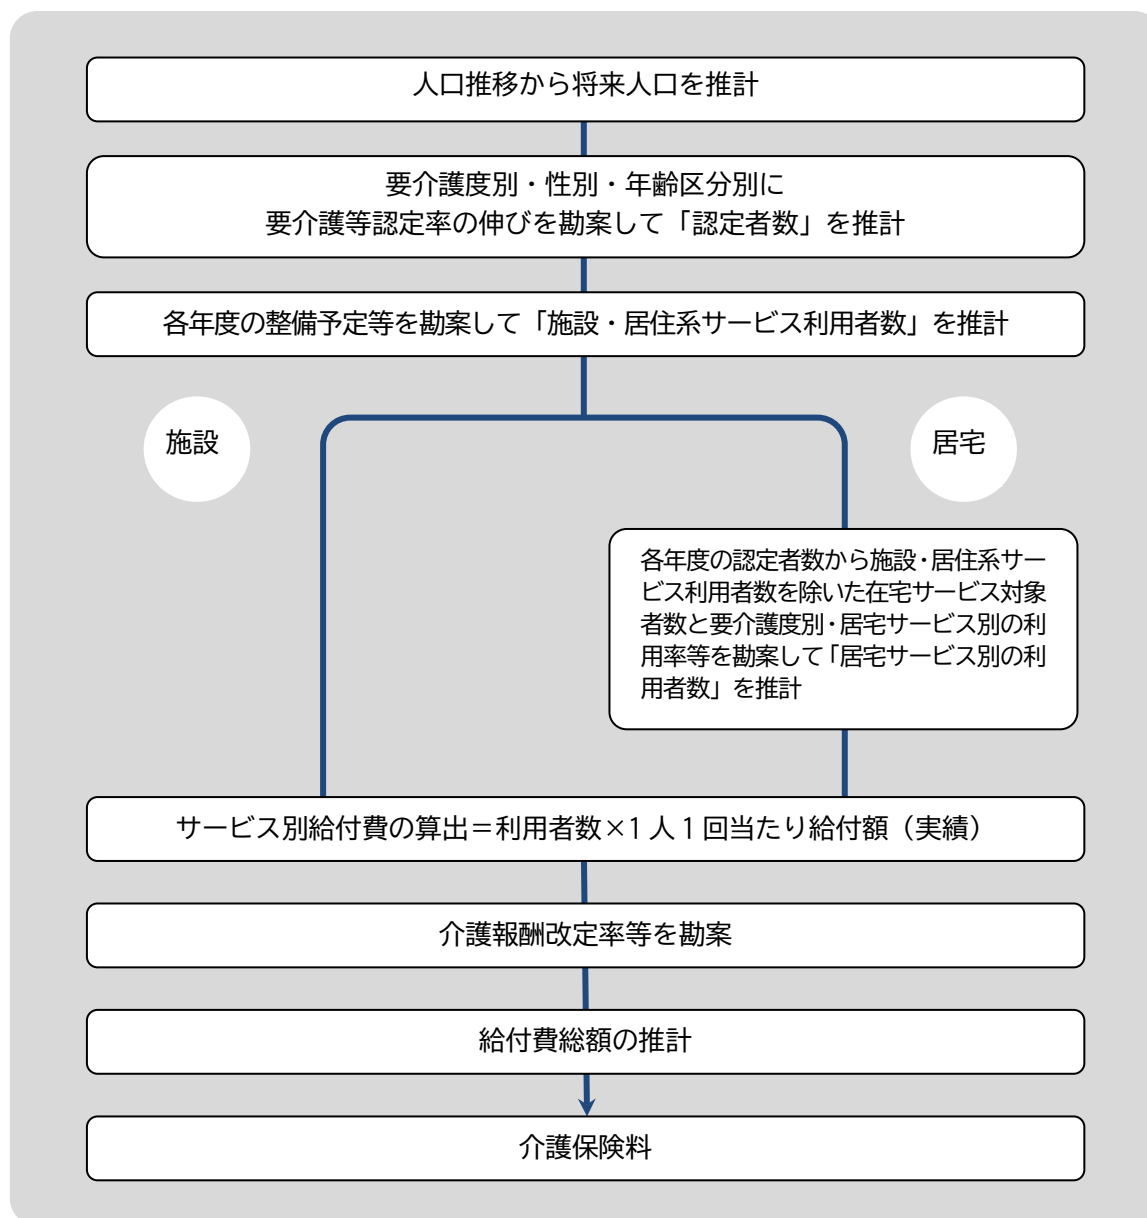 人口推移から将来人口を推計
要介護度別・性別・年齢区分別に
要介護等認定率の伸びを勘案して「認定者数」を推計
各年度の整備予定等を勘案して「施設・居住系サービス利用者数」を推計
施設
居宅
各年度の認定者数から施設・居住系サー
ビス利用者数を除いた在宅サービス対象
者数と要介護度別・居宅サービス別の利
用率等を勘案して「居宅サービス別の利
用者数」を推計
サービス別給付費の算出＝利用者数×1人1回当たり給付額（実績）
介護報酬改定率等を勘案
給付費総額の推計
介護保険料